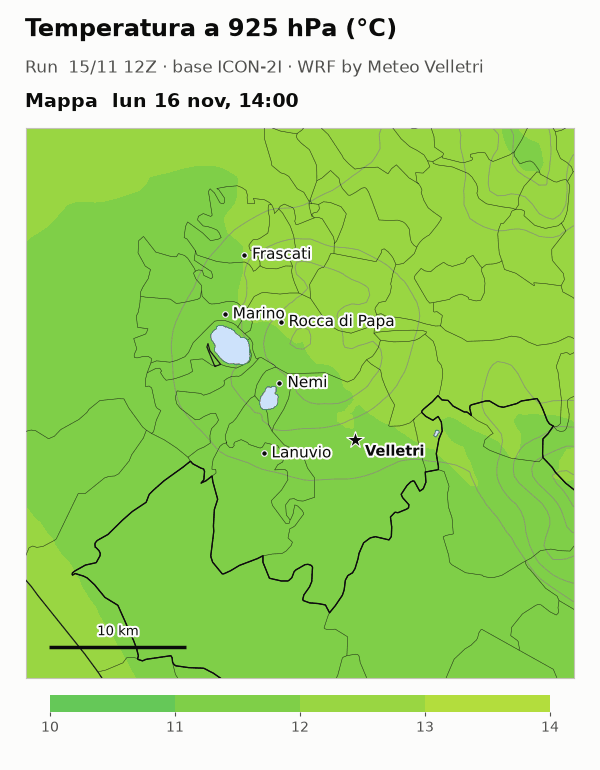 Temperatura a 925 hPa (°C)
Run  15/11 12Z · base ICON-2I · WRF by Meteo Velletri
Mappa  lun 16 nov, 14:00
Frascati
Marino
Rocca di Papa
Nemi
Velletri
Lanuvio
10 km
10 11 12 13 14